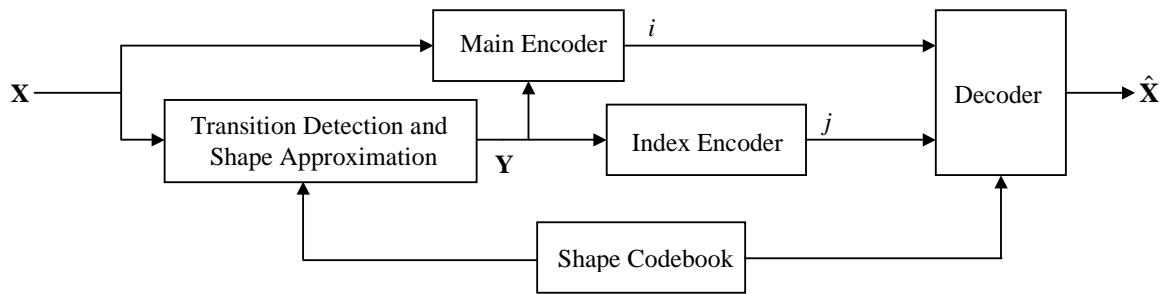 Main Encoder
i
X
Decoder
X̂
Transition Detection and
Shape Approximation
Y
Index Encoder
j
Shape Codebook